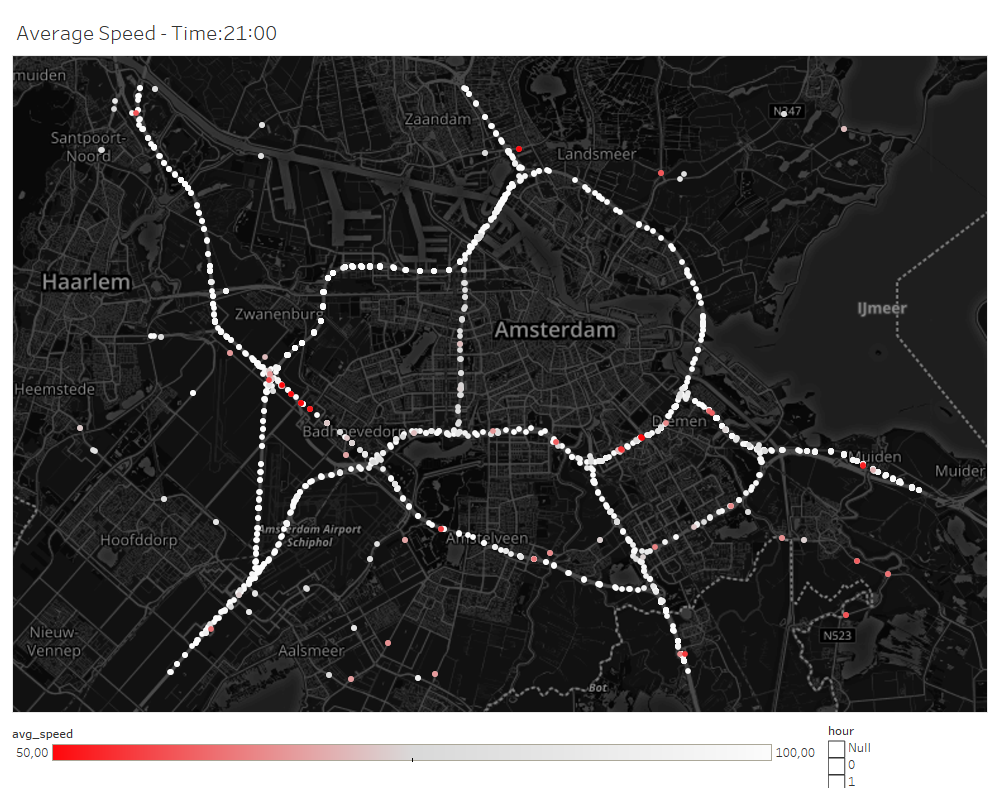 Average Speed - Time:21:00
muiden
N247
Zaandam
Santpoort-
Noord
Landsmeer
Haarlem
IJmeer
Zwanenburg
Amsterdam
Heemstede
Diemen
Badhoevedorp
Muiden
Muider
Amsterdam Airport
Schiphol
Hoofddorp
Amstelveen
Nieuw-
Vennep
N523
Aalsmeer
Bot
avg_speed
hour
50,00
100,00
Null
0
1